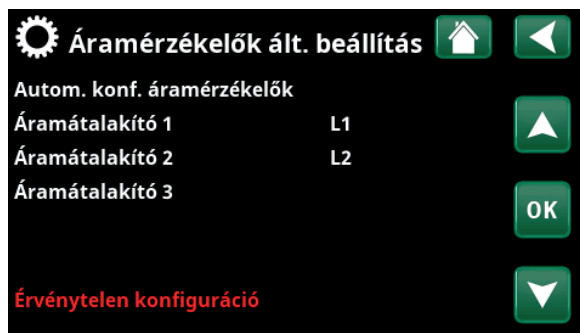 Áramérzékelők ált. beállítás
Autom. konf. áramérzékelők
Áramátalakító 1 L1
Áramátalakító 2 L2
Áramátalakító 3
OK
Érvénytelen konfiguráció